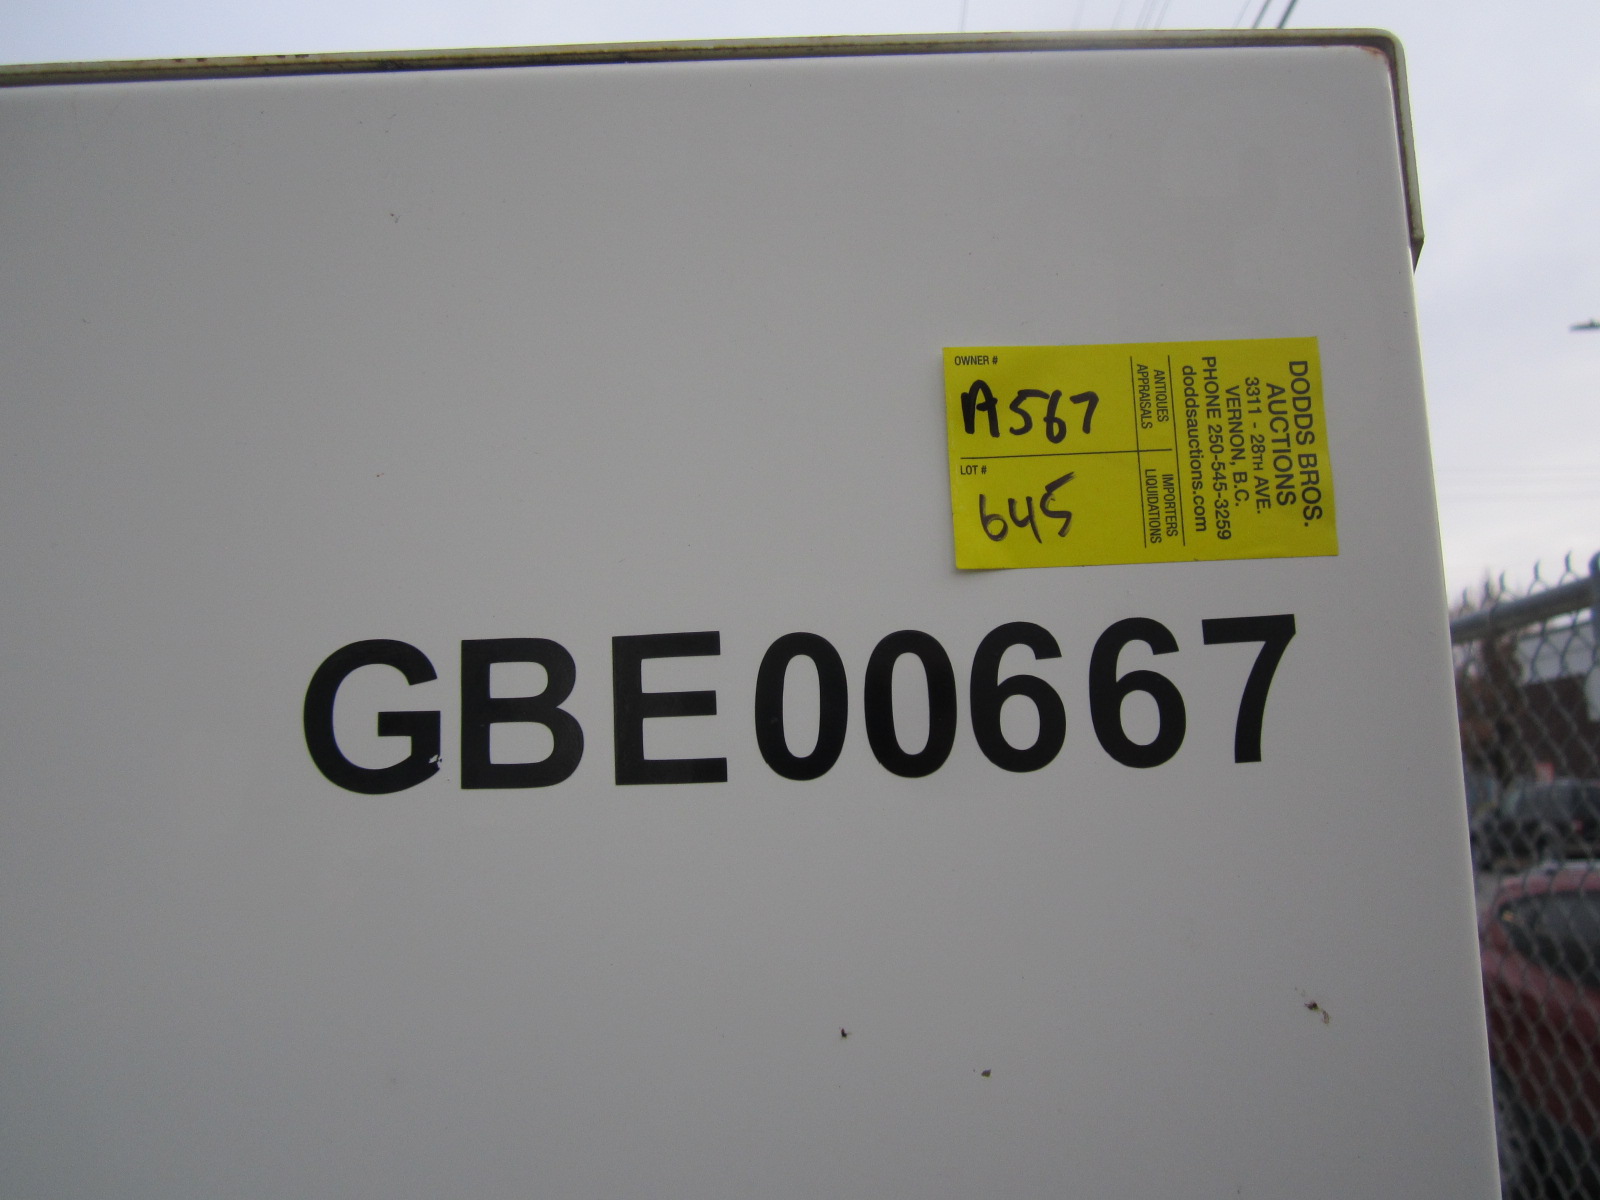 OWNER #
A567
LOT #
645
DODDS BROS.
AUCTIONS
3311 - 28TH AVE.
VERNON, B.C.
PHONE 250-545-3259
doddsauctions.com
ANTIQUES
APPRAISALS
IMPORTERS
LIQUIDATIONS
GBE00667